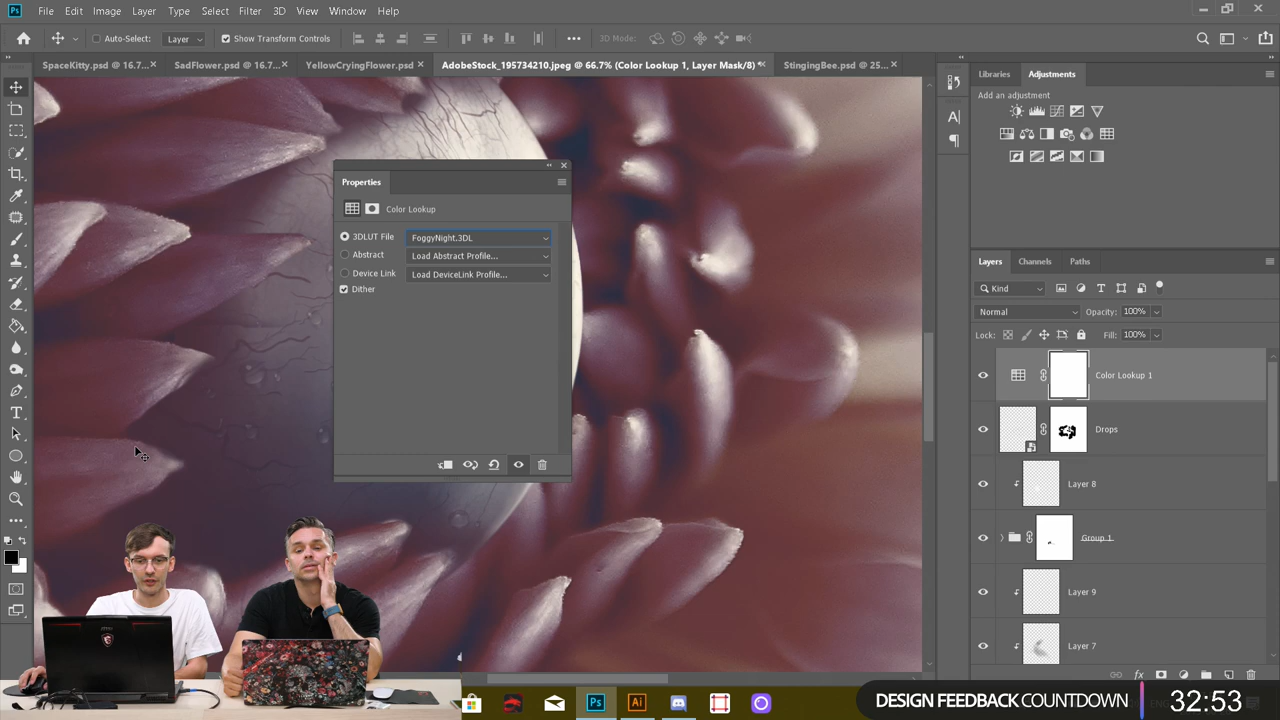 Ps File Edit Image Layer Type Select Filter 3D View Window Help
Auto-Select: Layer Show Transform Controls 3D Mode:
SpaceKitty.psd @ 16.7... SadFlower.psd @ 16.7... YellowCryingFlower.psd AdobeStock_195734210.jpeg @ 66.7% (Color Lookup 1, Layer Mask/8) * StingingBee.psd @ 25...
Libraries Adjustments
Add an adjustment
Properties
Color Lookup
3DLUT File FoggyNight.3DL
Abstract Load Abstract Profile...
Device Link Load DeviceLink Profile...
Dither
Layers Channels Paths
Kind
Normal Opacity: 100%
Lock: Fill: 100%
Color Lookup 1
Drops
Layer 8
Group 1
Layer 9
Layer 7
fx
Ps Ai
DESIGN FEEDBACK COUNTDOWN 32:53